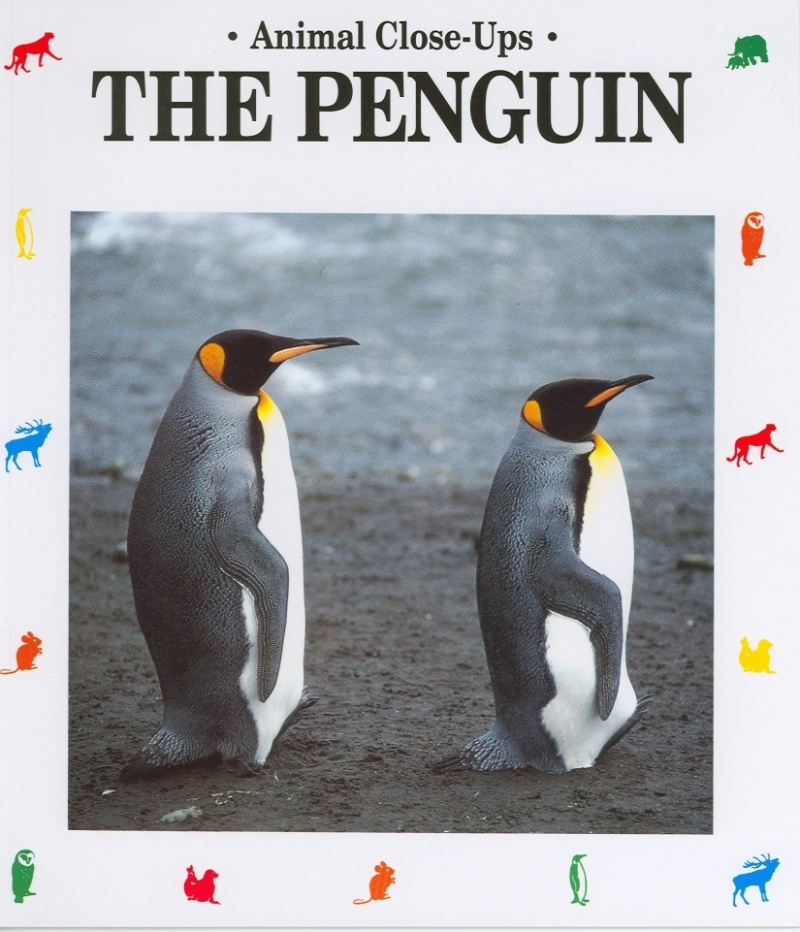 • Animal Close-Ups •
THE PENGUIN